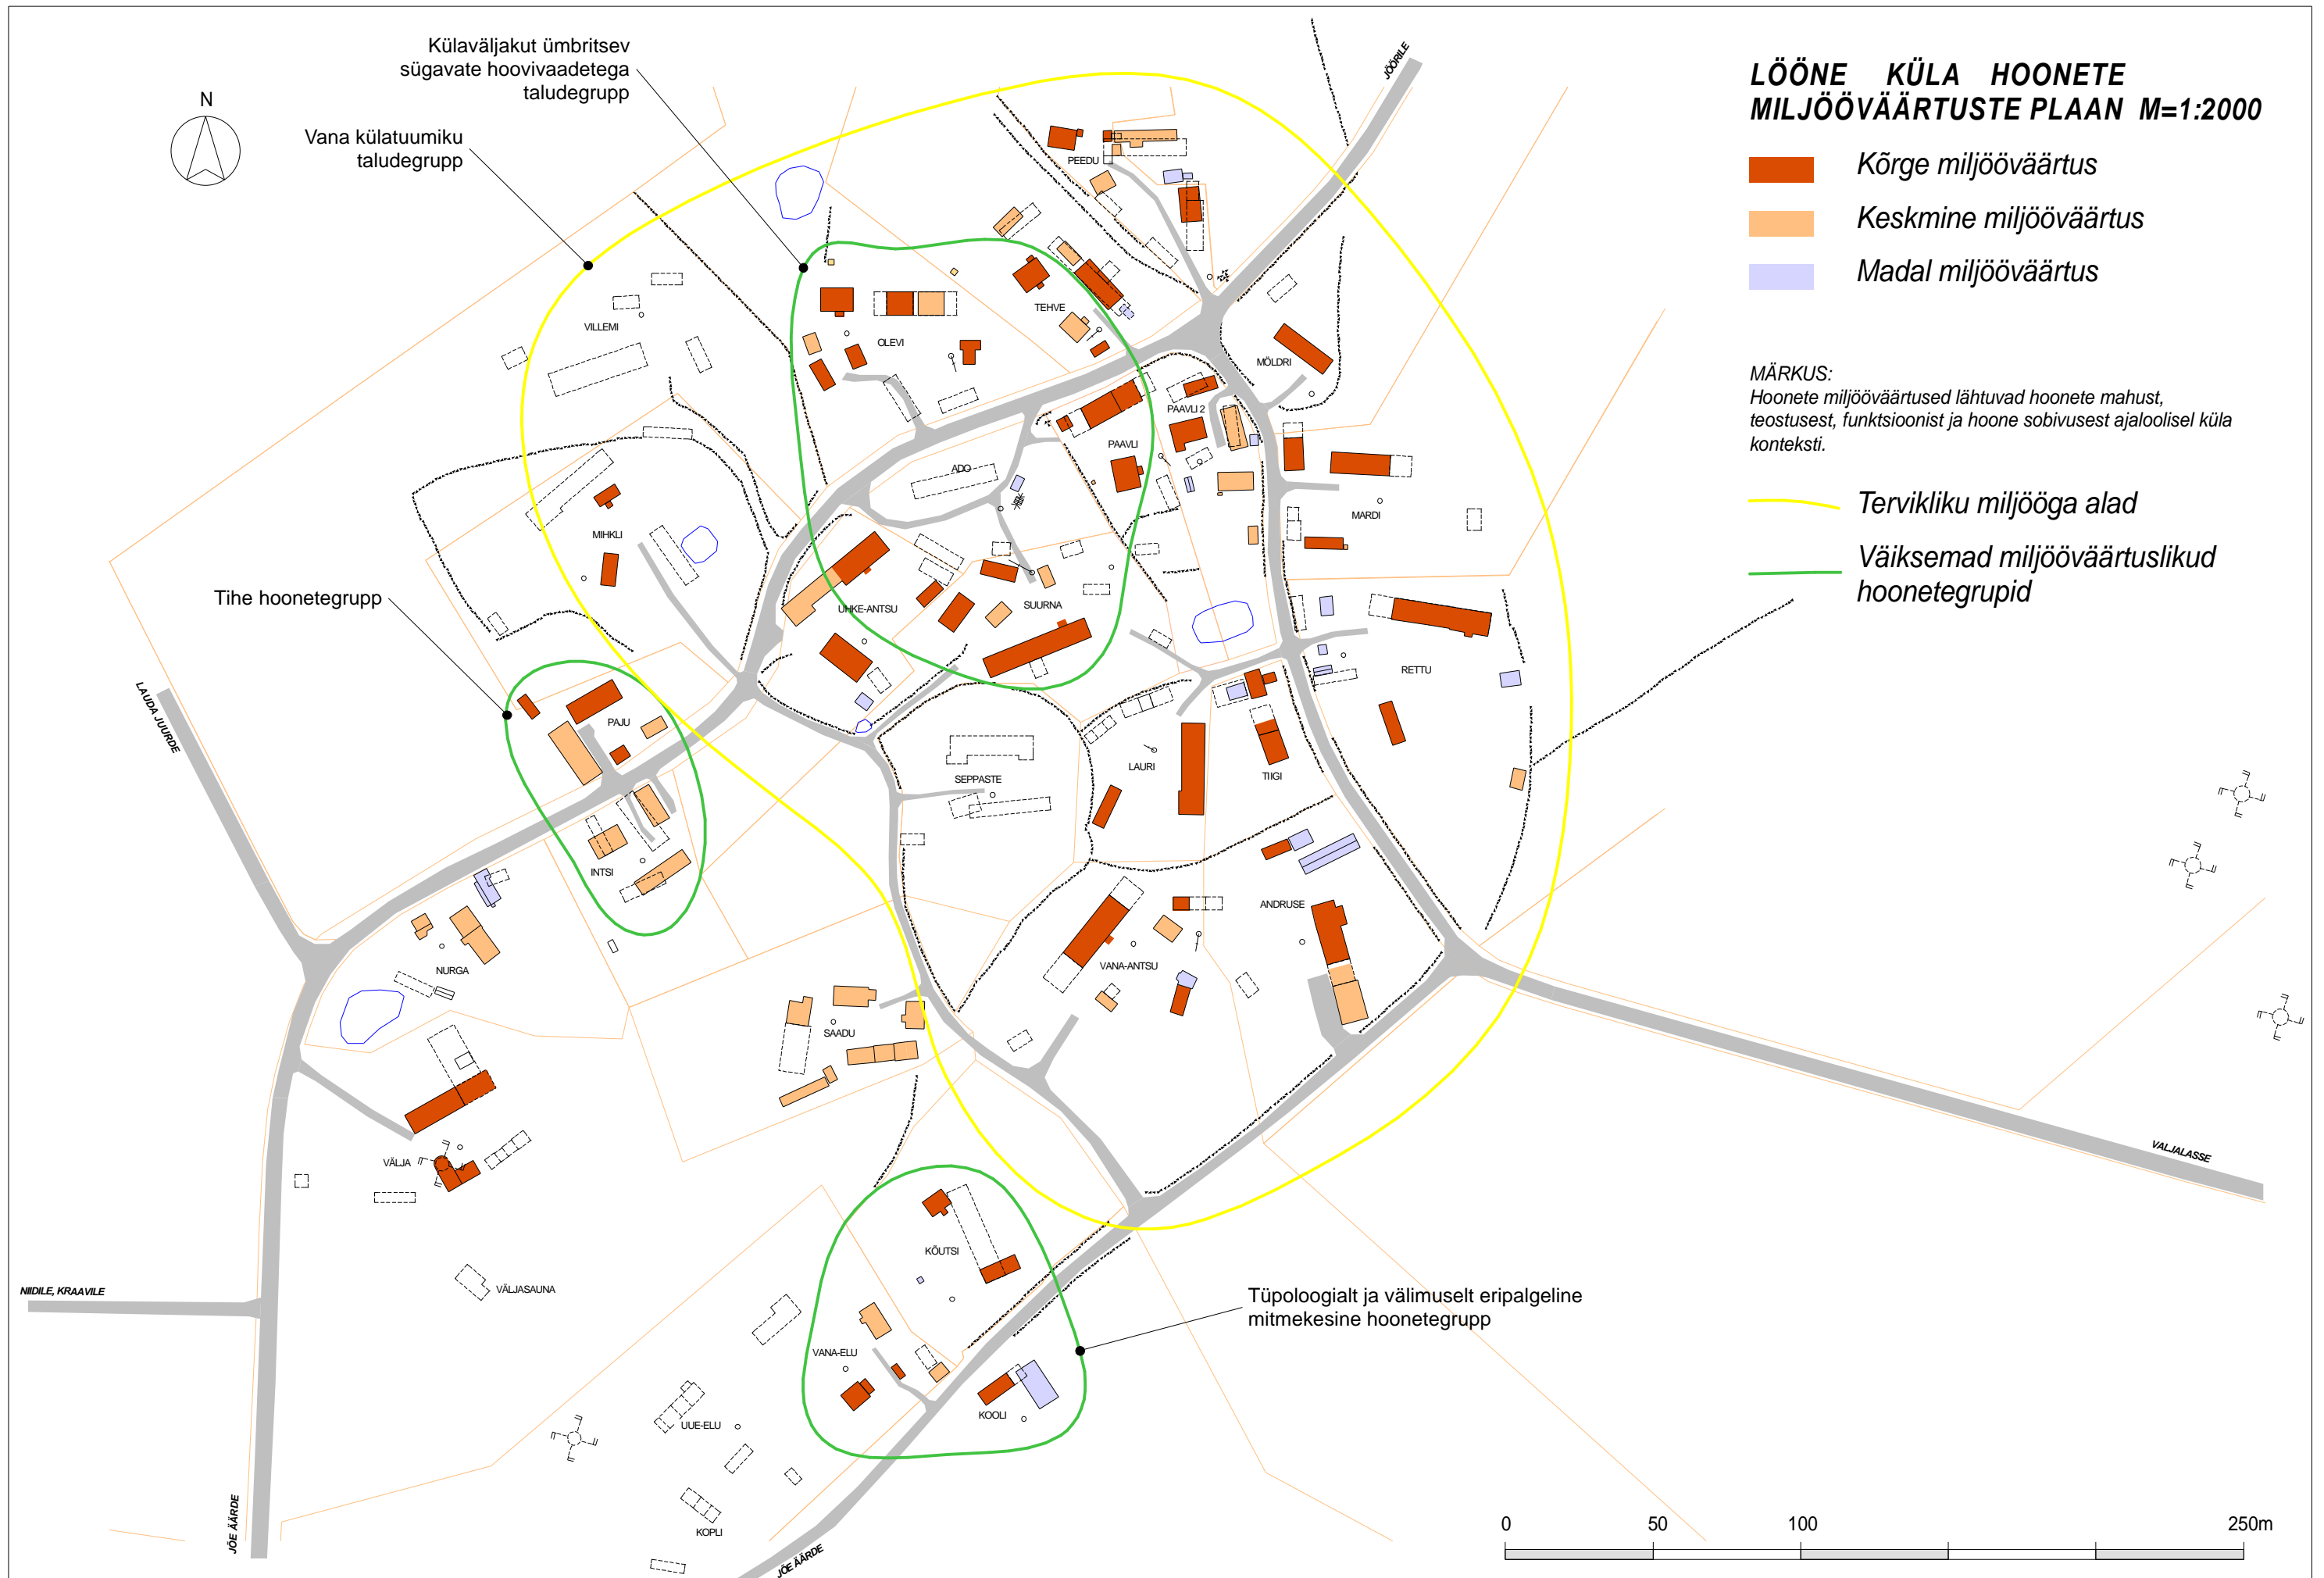 LÖÖNE KÜLA HOONETE
MILJÖÖVÄÄRTUSTE PLAAN M=1:2000
Kõrge miljööväärtus
Keskmine miljööväärtus
Madal miljööväärtus
MÄRKUS:
Hoonete miljööväärtused lähtuvad hoonete mahust,
teostusest, funktsioonist ja hoone sobivusest ajaloolisel küla
konteksti.
Tervikliku miljööga alad
Väiksemad miljööväärtuslikud
hoonetegrupid
Külaväljakut ümbritsev
sügavate hoovivaadetega
taludegrupp
Vana külatuumiku
taludegrupp
N
Tihe hoonetegrupp
Tüpoloogialt ja välimuselt eripalgeline
mitmekesine hoonetegrupp
JÖÖRILE
PEEDU
VILLEMI
OLEVI
TEHVE
MÖLDRI
PAAVLI 2
PAAVLI
ADO
MARDI
MIHKLI
UHKE-ANTSU
SUURNA
RETTU
LAUDA JUURDE
PAJU
SEPPASTE
LAURI
TIIGI
INTSI
ANDRUSE
NURGA
VANA-ANTSU
SAADU
VÄLJA
VALJALASSE
KÕUTSI
NIIDILE, KRAAVILE
VÄLJASAUNA
VANA-ELU
UUE-ELU
KOOLI
KOPLI
JÕE ÄÄRDE
JÕE ÄÄRDE
0 50 100 250m